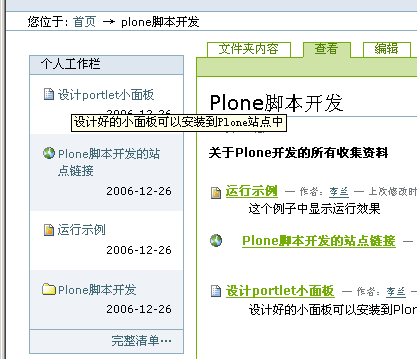 您位于: 首页 → plone脚本开发
个人工作栏
设计portlet小面板
2006-12-26
设计好的小面板可以安装到Plone站点中
Plone脚本开发的站
点链接
2006-12-26
运行示例
2006-12-26
Plone脚本开发
2006-12-26
完整清单…
文件夹内容 查看 编辑
Plone脚本开发
关于Plone开发的所有收集资料
运行示例 — 作者: 李兰 — 上次修改时
这个例子中显示运行效果
Plone脚本开发的站点链接 —
设计portlet小面板 — 作者: 李兰 —
设计好的小面板可以安装到Plon